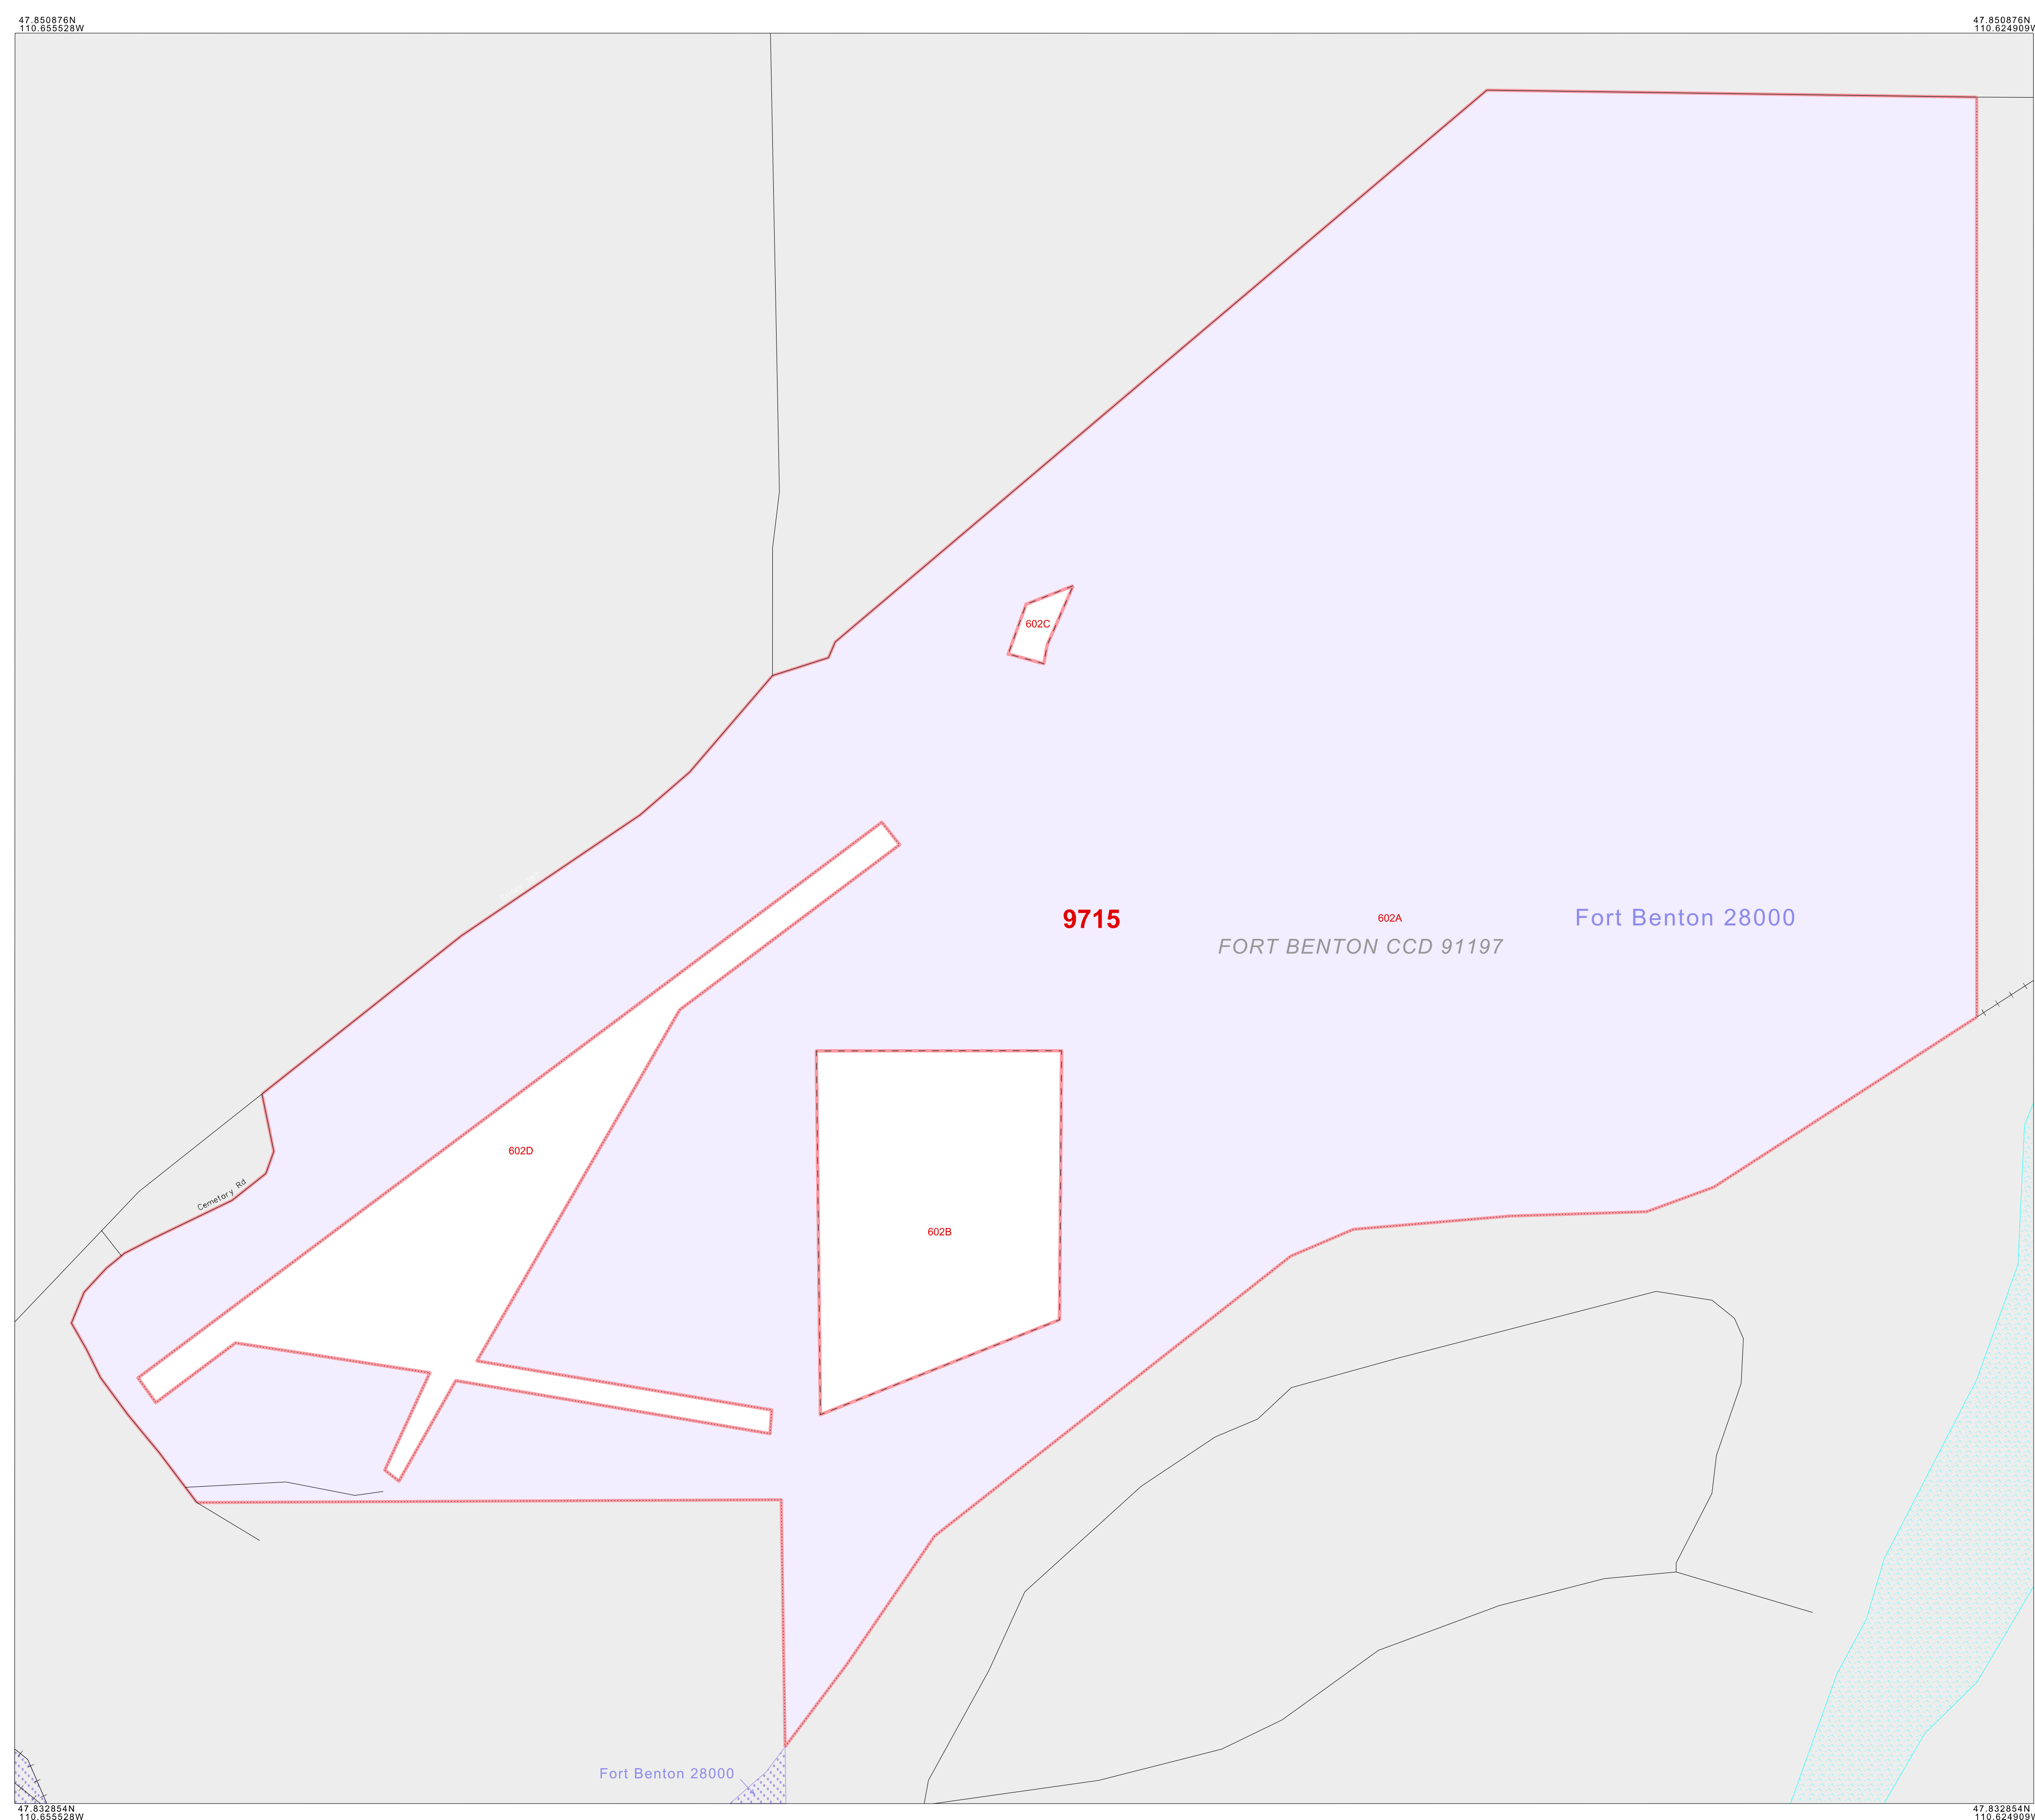 47.850876N
110.655528W
47.850876N
110.624909W
602C
9715
602A
Fort Benton 28000
FORT BENTON CCD 91197
602D
Cemetary Rd
602B
Fort Benton 28000
47.832854N
110.655528W
47.832854N
110.624909W